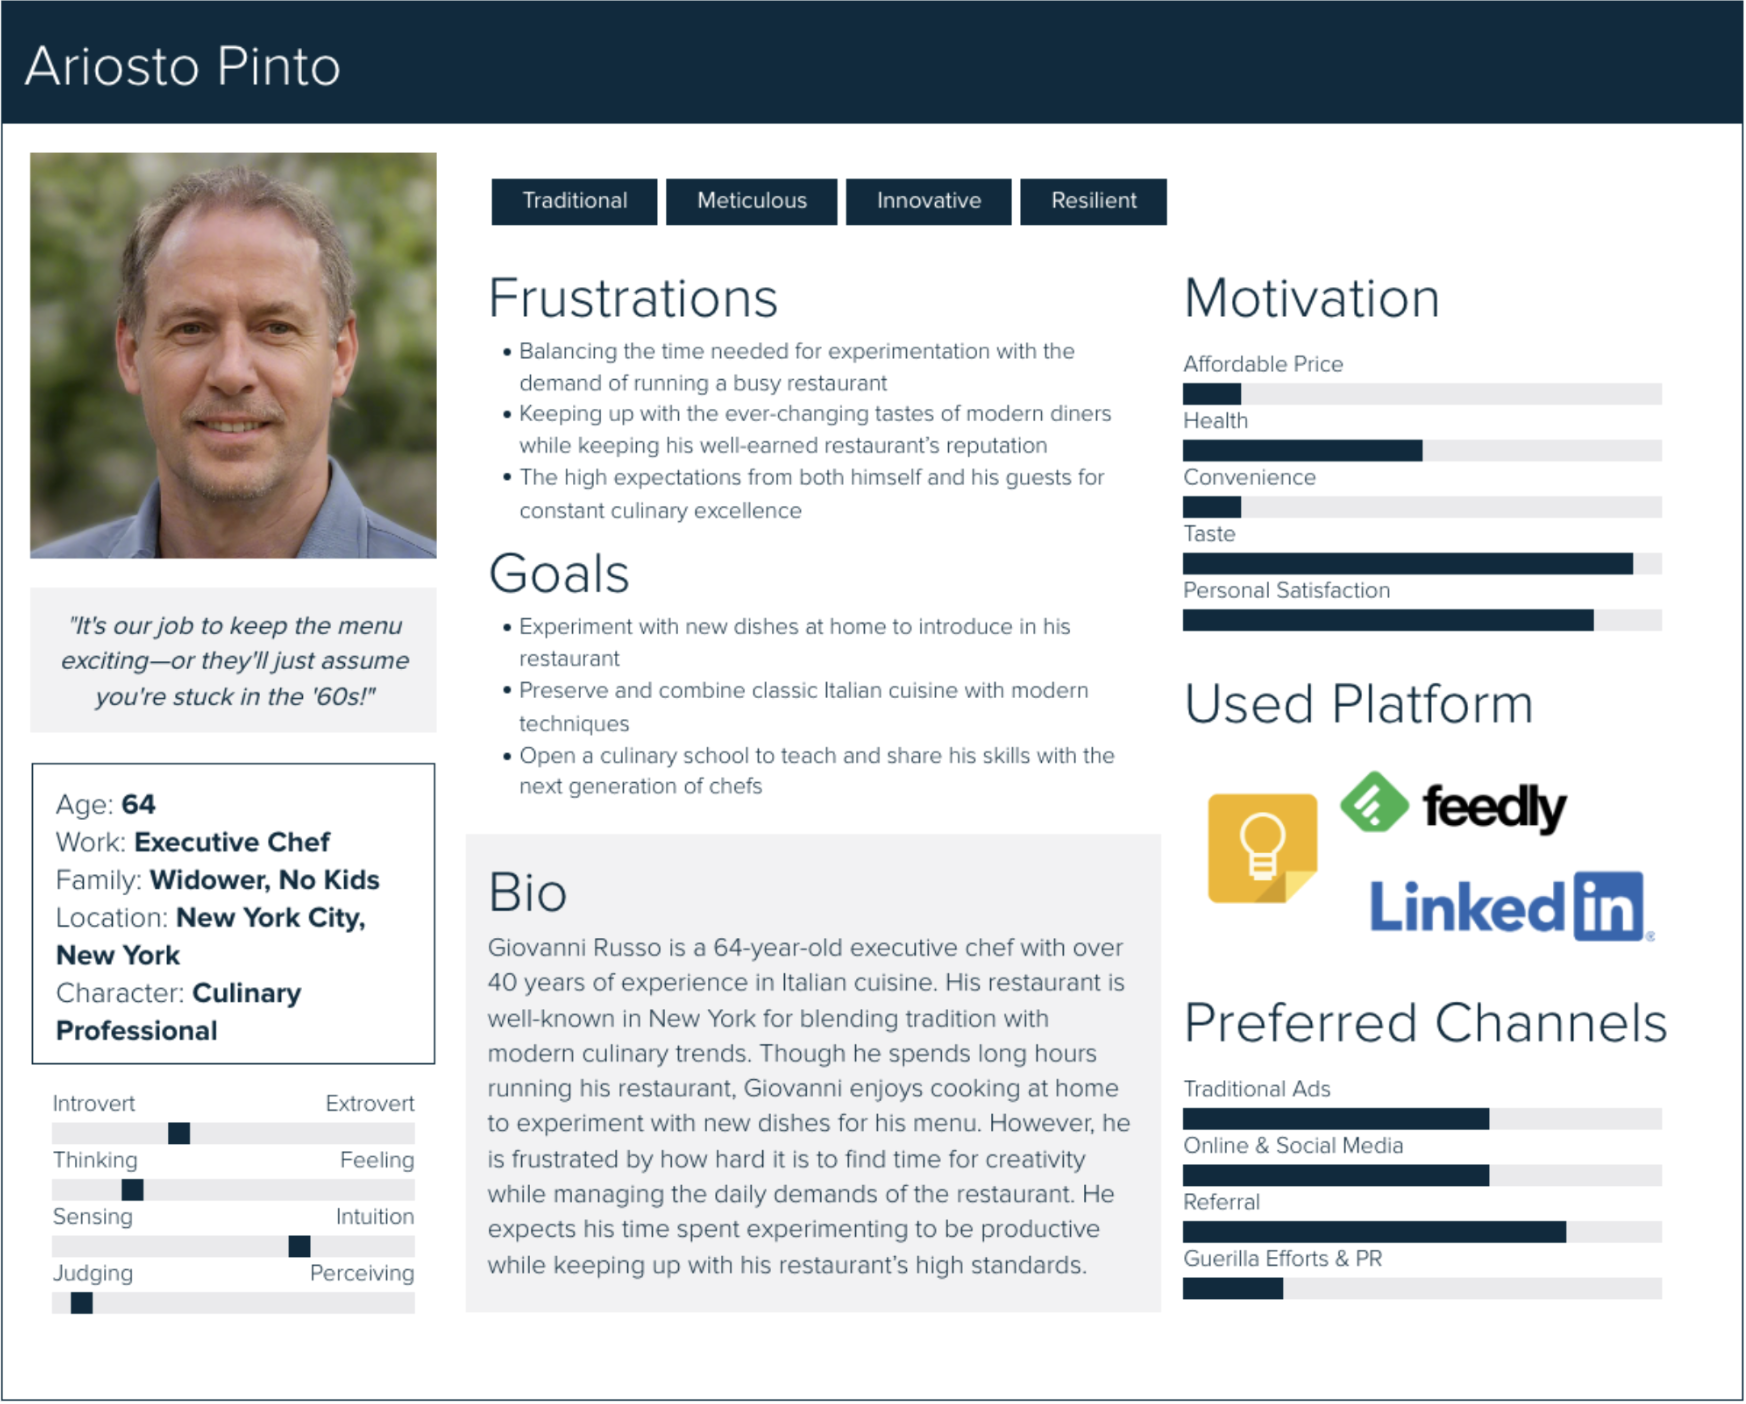 Ariosto Pinto
"It's our job to keep the menu
exciting—or they'll just assume
you're stuck in the '60s!"
Age: 64
Work: Executive Chef
Family: Widower, No Kids
Location: New York City,
New York
Character: Culinary
Professional
Introvert Extrovert
Thinking Feeling
Sensing Intuition
Judging Perceiving
Traditional Meticulous Innovative Resilient
Frustrations
• Balancing the time needed for experimentation with the
demand of running a busy restaurant
• Keeping up with the ever-changing tastes of modern diners
while keeping his well-earned restaurant’s reputation
• The high expectations from both himself and his guests for
constant culinary excellence
Goals
• Experiment with new dishes at home to introduce in his
restaurant
• Preserve and combine classic Italian cuisine with modern
techniques
• Open a culinary school to teach and share his skills with the
next generation of chefs
Bio
Giovanni Russo is a 64-year-old executive chef with over
40 years of experience in Italian cuisine. His restaurant is
well-known in New York for blending tradition with
modern culinary trends. Though he spends long hours
running his restaurant, Giovanni enjoys cooking at home
to experiment with new dishes for his menu. However, he
is frustrated by how hard it is to find time for creativity
while managing the daily demands of the restaurant. He
expects his time spent experimenting to be productive
while keeping up with his restaurant’s high standards.
Motivation
Affordable Price
Health
Convenience
Taste
Personal Satisfaction
Used Platform
feedly
Linked in
Preferred Channels
Traditional Ads
Online & Social Media
Referral
Guerilla Efforts & PR